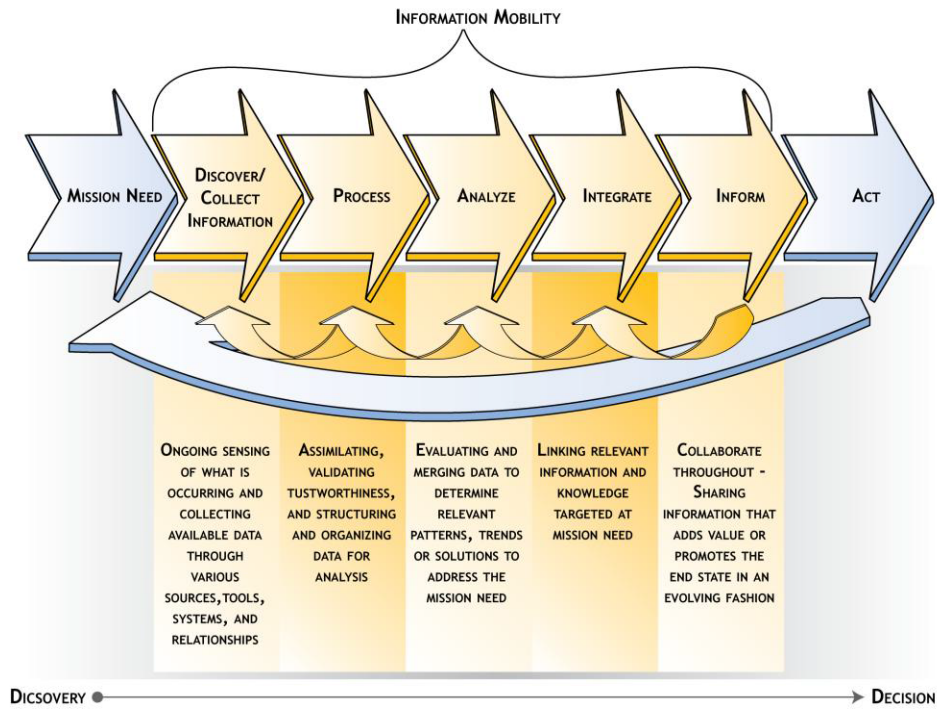 Information Mobility
Mission Need
Discover/
Collect
Information
Process
Analyze
Integrate
Inform
Act
Ongoing sensing
of what is
occurring and
collecting
available data
through
various
sources,tools,
systems, and
relationships
Assimilating,
validating
tustworthiness,
and structuring
and organizing
data for
analysis
Evaluating and
merging data to
determine
relevant
patterns, trends
or solutions to
address the
mission need
Linking relevant
information and
knowledge
targeted at
mission need
Collaborate
throughout -
Sharing
information that
adds value or
promotes the
end state in an
evolving fashion
Dicsovery
Decision